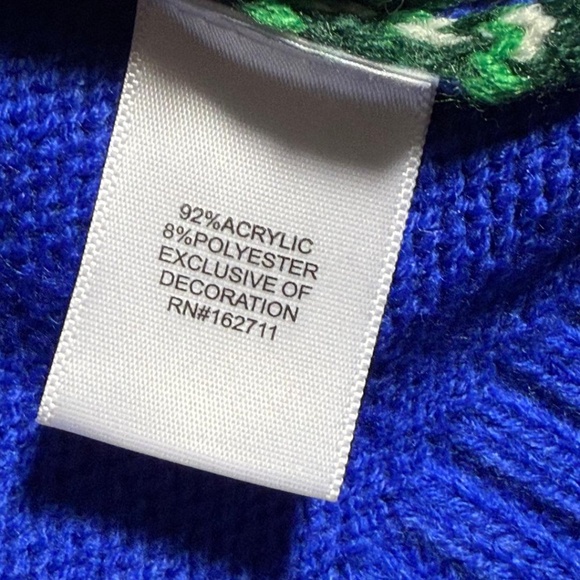 92%ACRYLIC
8%POLYESTER
EXCLUSIVE OF
DECORATION
RN#162711